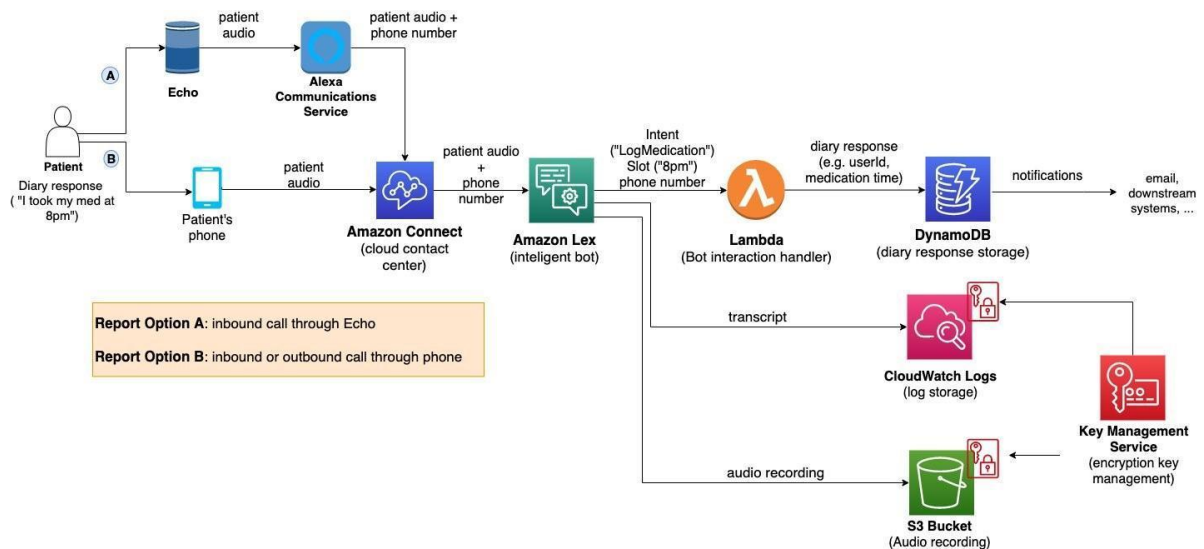 patient
audio
patient audio +
phone number
A
Echo
Alexa
Communications
Service
B
Patient
Diary response
( "I took my med at
8pm")
Patient's
phone
patient
audio
Amazon Connect
(cloud contact
center)
patient audio
+
phone
number
Amazon Lex
(inteligent bot)
Intent
("LogMedication")
Slot ("8pm")
phone number
Lambda
(Bot interaction handler)
diary response
(e.g. userId,
medication time)
DynamoDB
(diary response storage)
notifications
email,
downstream
systems, ...
Report Option A: inbound call through Echo
Report Option B: inbound or outbound call through phone
transcript
CloudWatch Logs
(log storage)
Key Management
Service
(encryption key
management)
audio recording
S3 Bucket
(Audio recording)